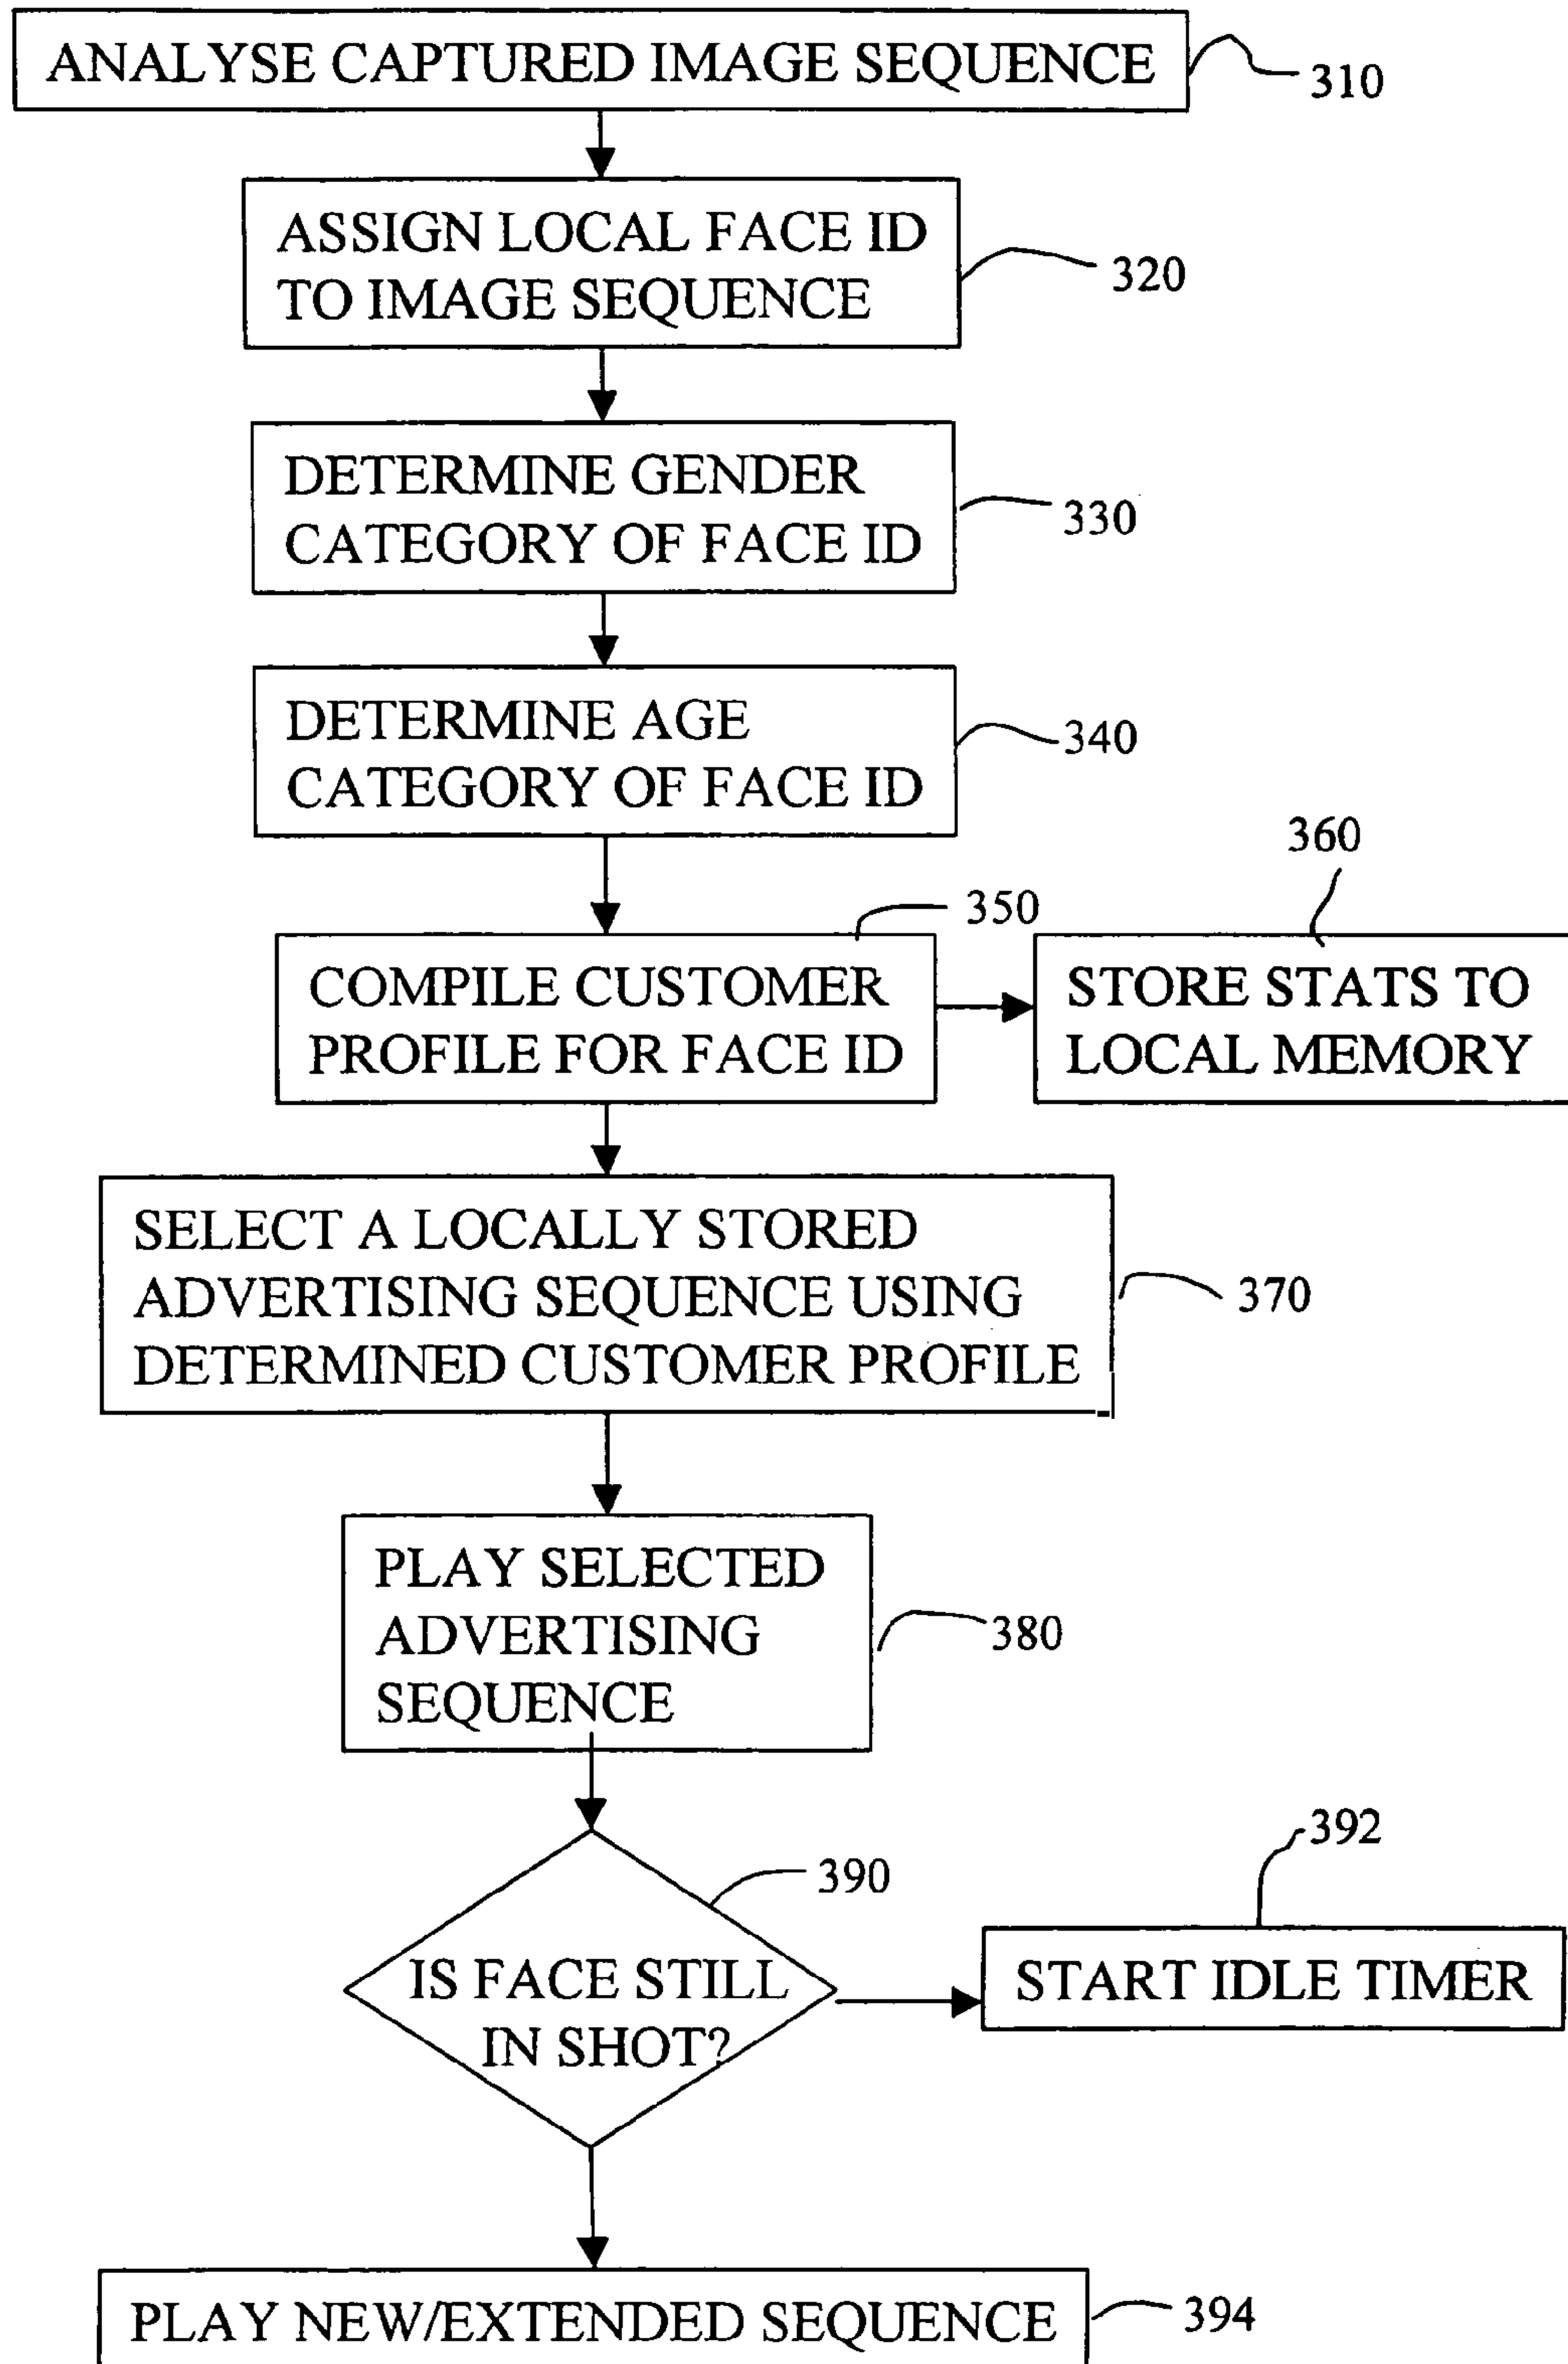 ANALYSE CAPTURED IMAGE SEQUENCE
310
ASSIGN LOCAL FACE ID
TO IMAGE SEQUENCE
320
DETERMINE GENDER
CATEGORY OF FACE ID
330
DETERMINE AGE
CATEGORY OF FACE ID
340
360
350
COMPILE CUSTOMER
PROFILE FOR FACE ID
STORE STATS TO
LOCAL MEMORY
SELECT A LOCALLY STORED
ADVERTISING SEQUENCE USING
DETERMINED CUSTOMER PROFILE
370
PLAY SELECTED
ADVERTISING
SEQUENCE
380
392
390
IS FACE STILL
IN SHOT?
START IDLE TIMER
PLAY NEW/EXTENDED SEQUENCE
394